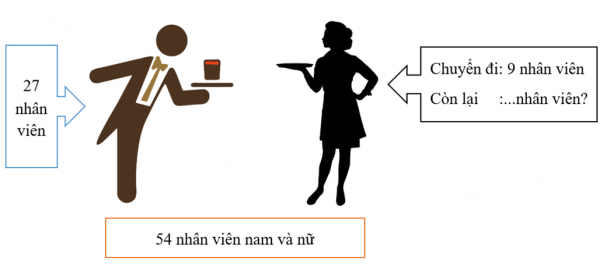 27
nhân
viên
Chuyển đi: 9 nhân viên
Còn lại    :...nhân viên?
54 nhân viên nam và nữ